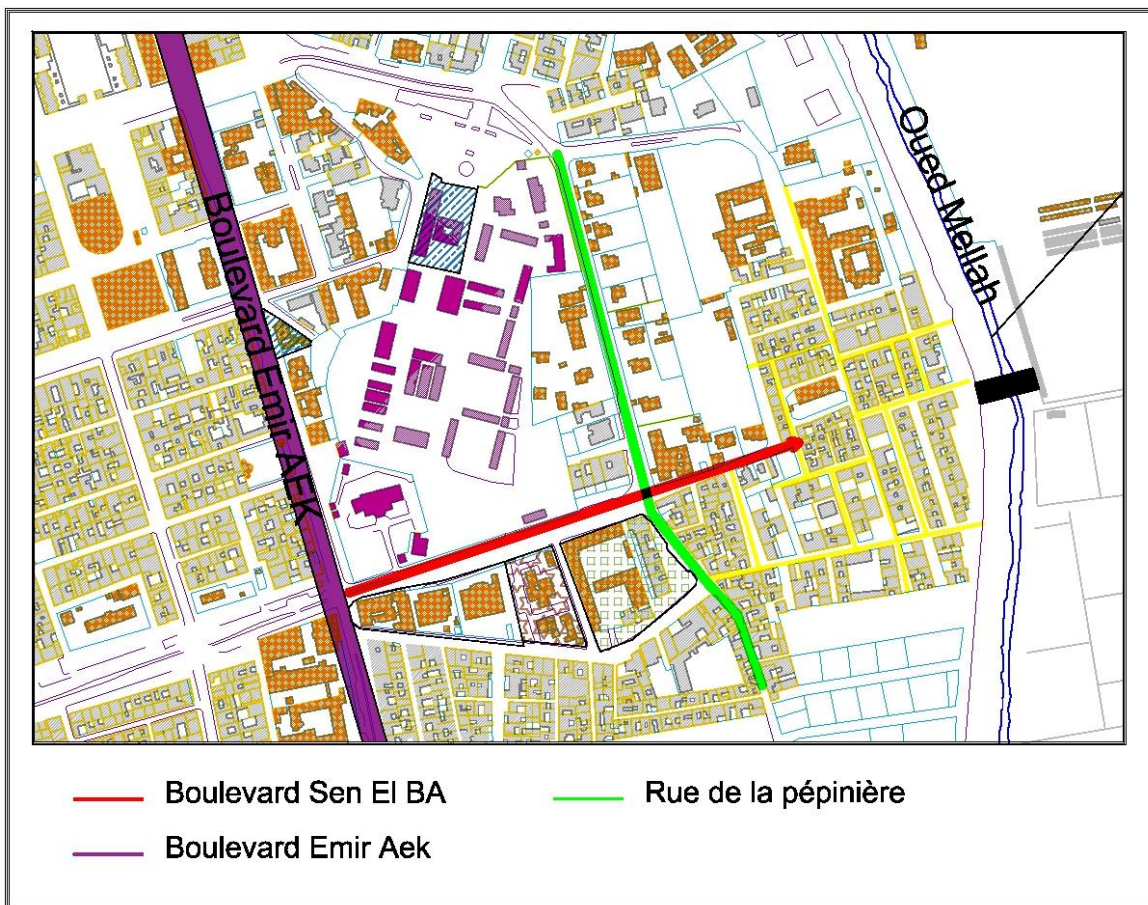 Boulevard Emir AEK
Oued Mellah
Boulevard Sen El BA
Rue de la pépinière
Boulevard Emir Aek